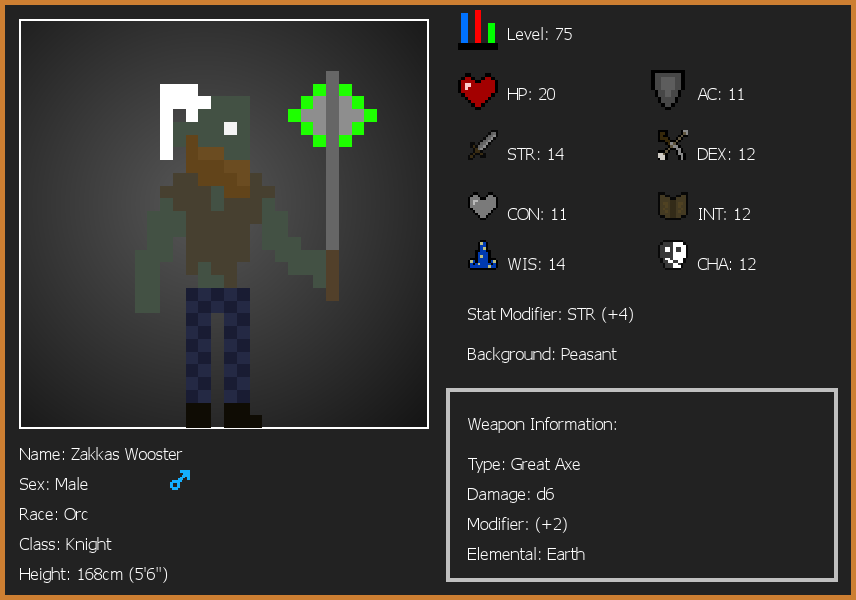 Level: 75
HP: 20
AC: 11
STR: 14
DEX: 12
CON: 11
INT: 12
WIS: 14
CHA: 12
Stat Modifier: STR (+4)
Background: Peasant
Weapon Information:
Type: Great Axe
Damage: d6
Modifier: (+2)
Elemental: Earth
Name: Zakkas Wooster
Sex: Male
Race: Orc
Class: Knight
Height: 168cm (5'6")